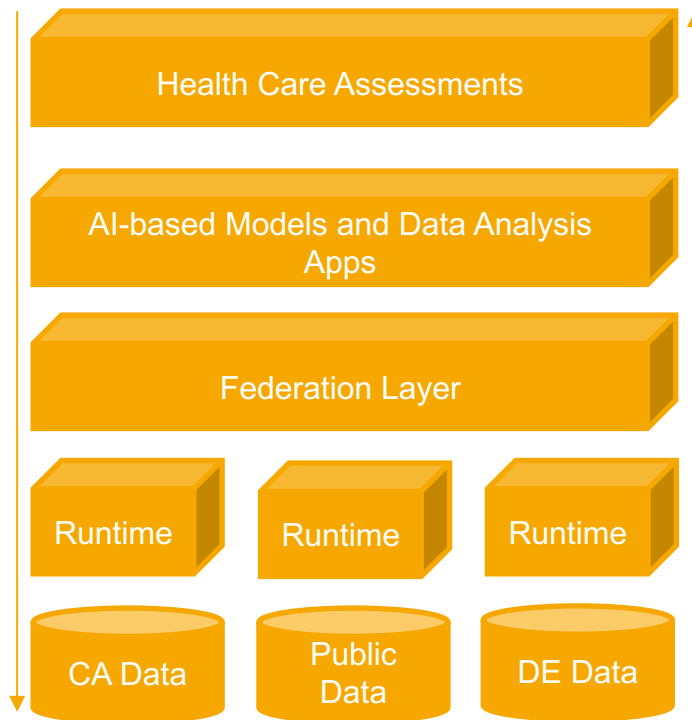 Health Care Assessments
AI-based Models and Data Analysis
Apps
Federation Layer
Runtime
Runtime
Runtime
CA Data
Public
Data
DE Data